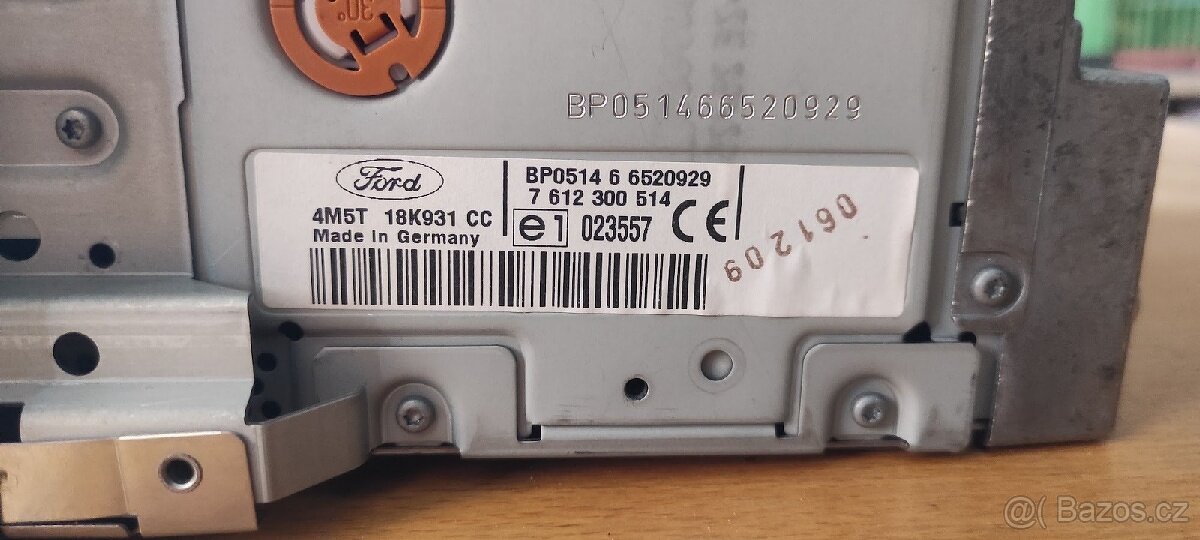 30°
BP051466520929
Ford
BP0514 6 6520929
7 612 300 514
4M5T 18K931 CC
Made in Germany
e1 023557 CE
061209
@( Bazos.cz